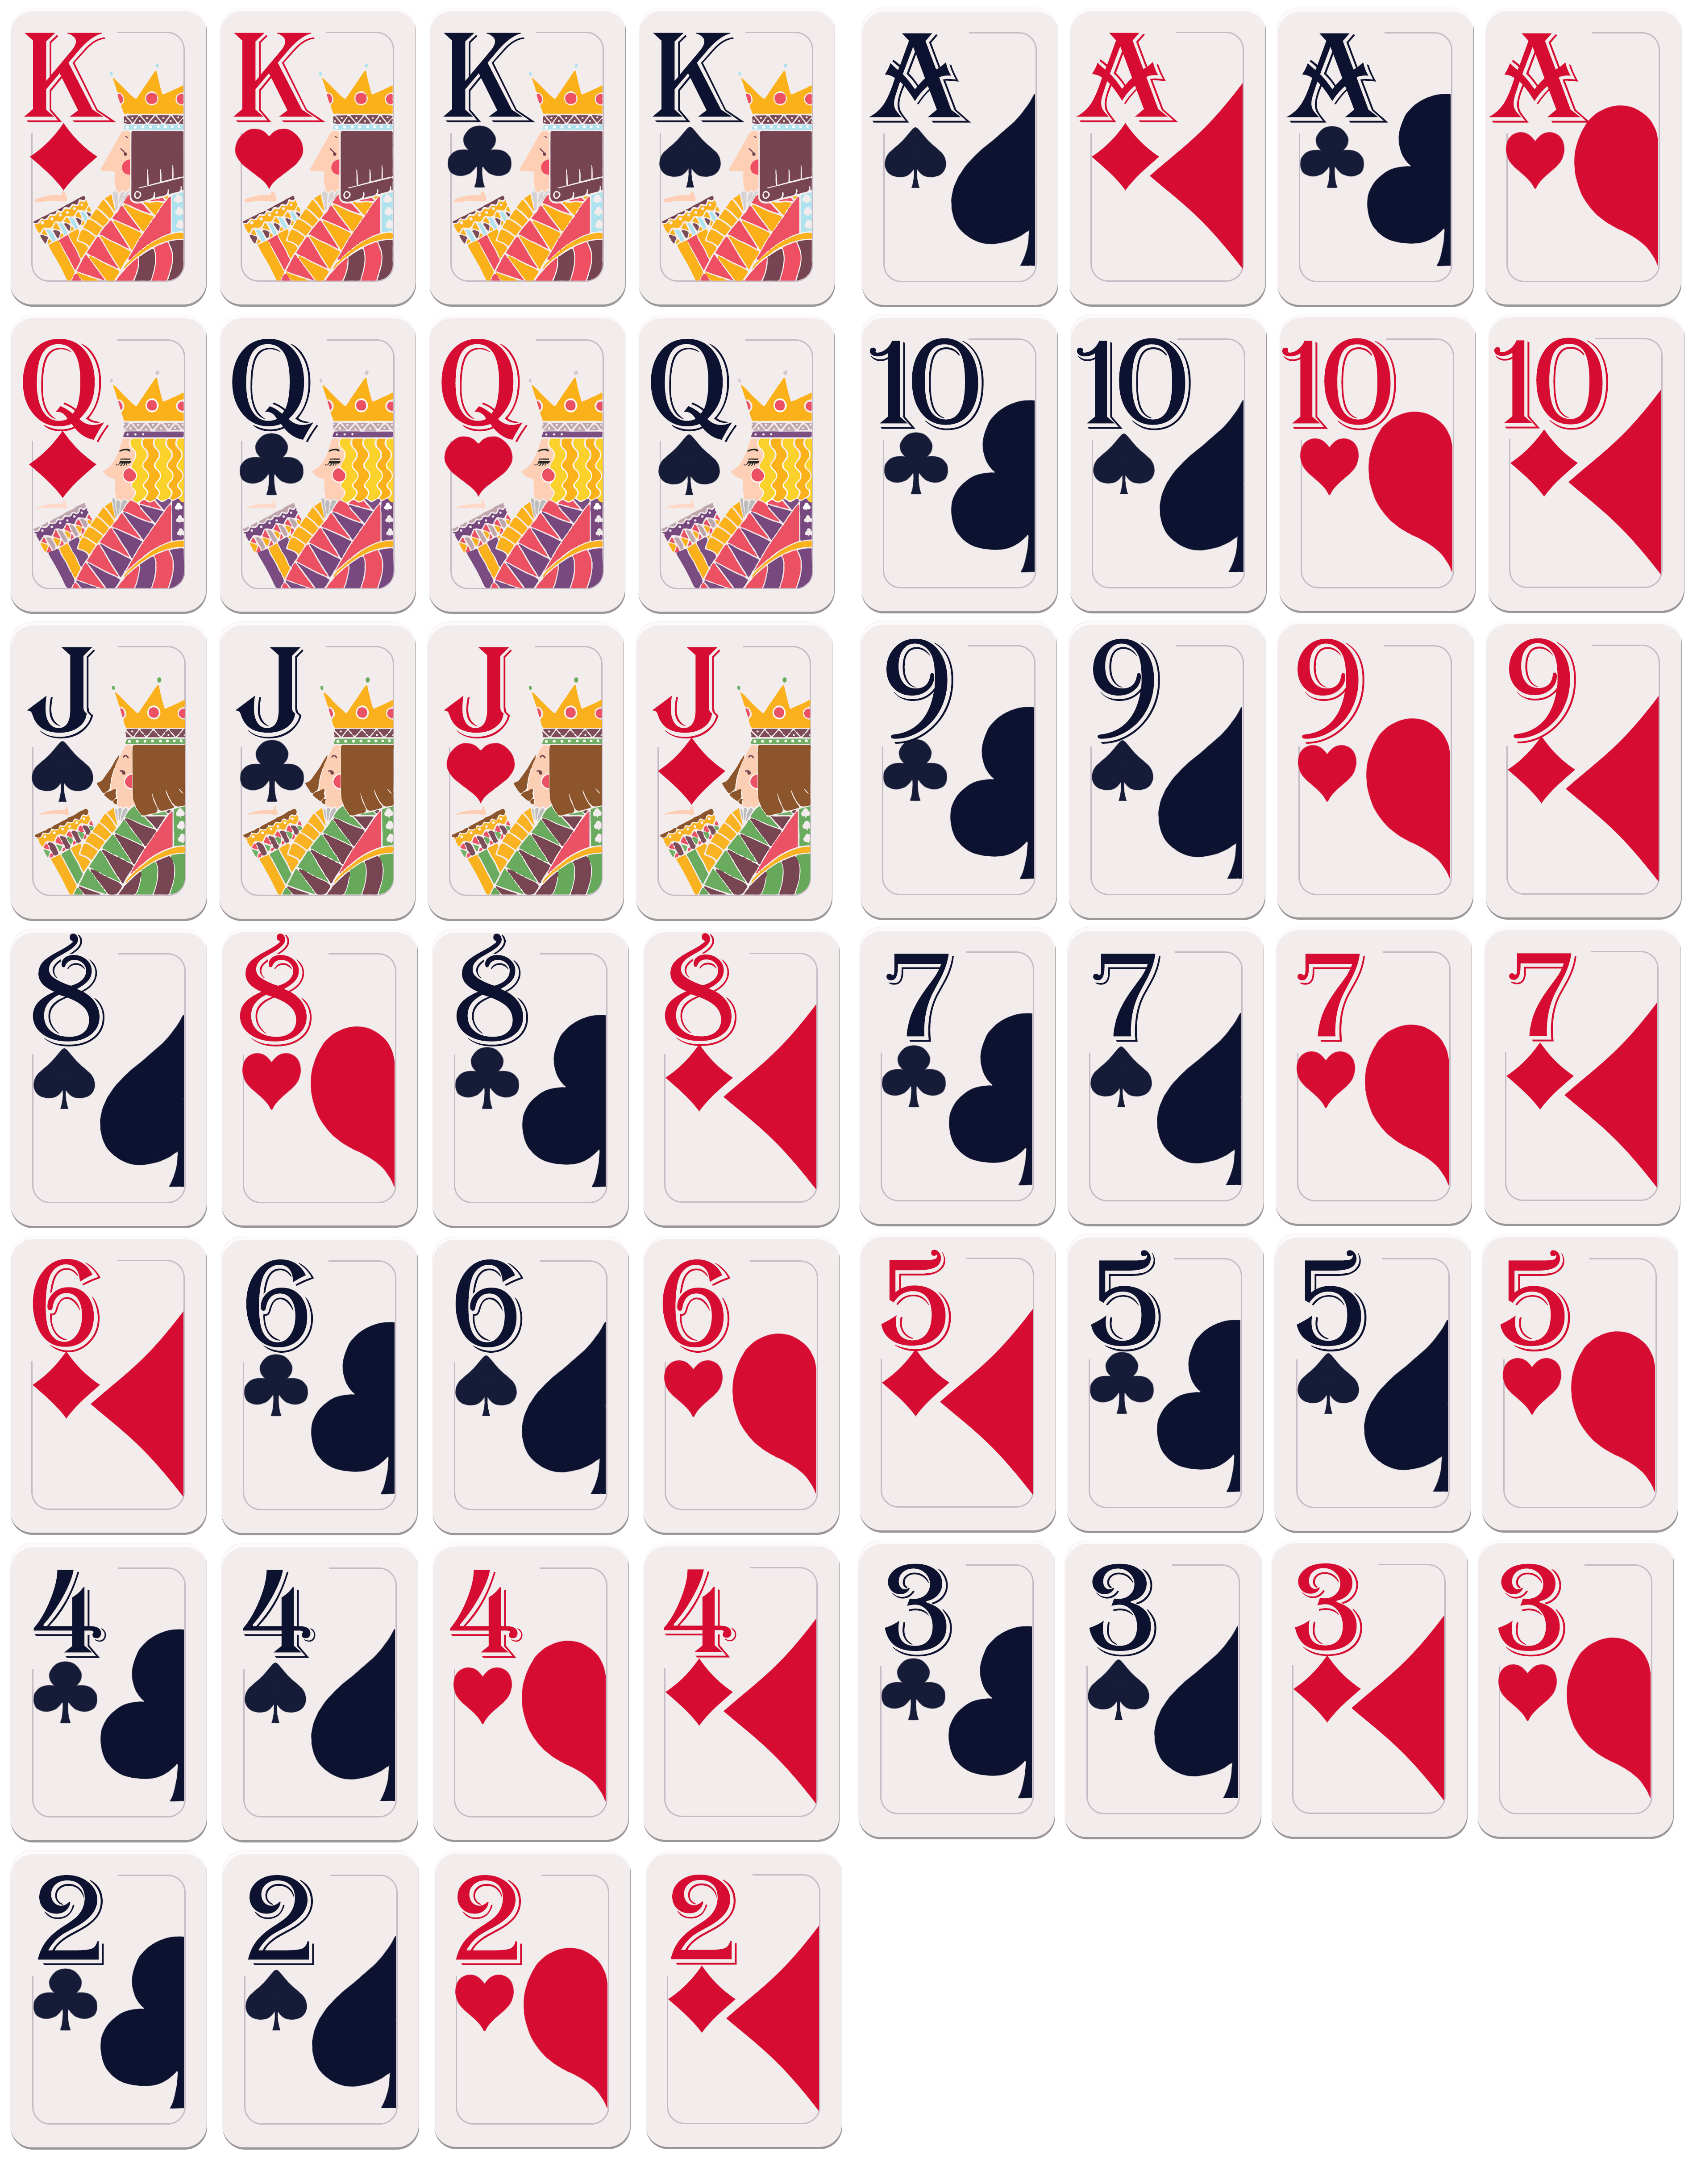 K K K K A A A A
Q Q Q Q 10 10 10 10
J J J J 9 9 9 9
8 8 8 8 7 7 7 7
6 6 6 6 5 5 5 5
4 4 4 4 3 3 3 3
2 2 2 2